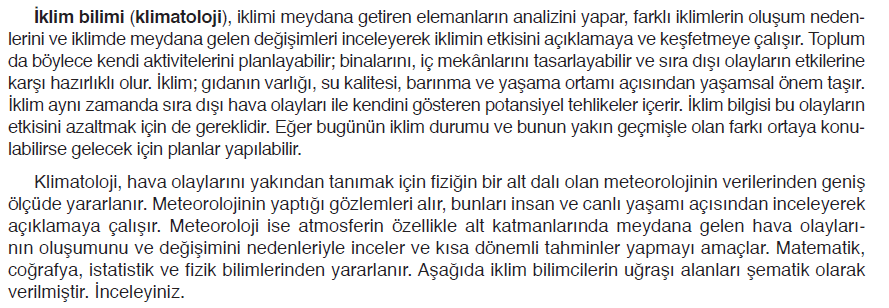 İklim bilimi (klimatoloji), iklimi meydana getiren elemanların analizini yapar, farklı iklimlerin oluşum neden-
lerini ve iklimde meydana gelen değişimleri inceleyerek iklimin etkisini açıklamaya ve keşfetmeye çalışır. Toplum
da böylece kendi aktivitelerini planlayabilir; binalarını, iç mekânlarını tasarlayabilir ve sıra dışı olayların etkilerine
karşı hazırlıklı olur. İklim; gıdanın varlığı, su kalitesi, barınma ve yaşama ortamı açısından yaşamsal önem taşır.
İklim aynı zamanda sıra dışı hava olayları ile kendini gösteren potansiyel tehlikeler içerir. İklim bilgisi bu olayların
etkisini azaltmak için de gereklidir. Eğer bugünün iklim durumu ve bunun yakın geçmişle olan farkı ortaya konu-
labilirse gelecek için planlar yapılabilir.
Klimatoloji, hava olaylarını yakından tanımak için fiziğin bir alt dalı olan meteorolojinin verilerinden geniş
ölçüde yararlanır. Meteorolojinin yaptığı gözlemleri alır, bunları insan ve canlı yaşamı açısından inceleyerek
açıklamaya çalışır. Meteoroloji ise atmosferin özellikle alt katmanlarında meydana gelen hava olayları-
nın oluşumunu ve değişimini nedenleriyle inceler ve kısa dönemli tahminler yapmayı amaçlar. Matematik,
coğrafya, istatistik ve fizik bilimlerinden yararlanır. Aşağıda iklim bilimcilerin uğraşı alanları şematik olarak
verilmiştir. İnceleyiniz.